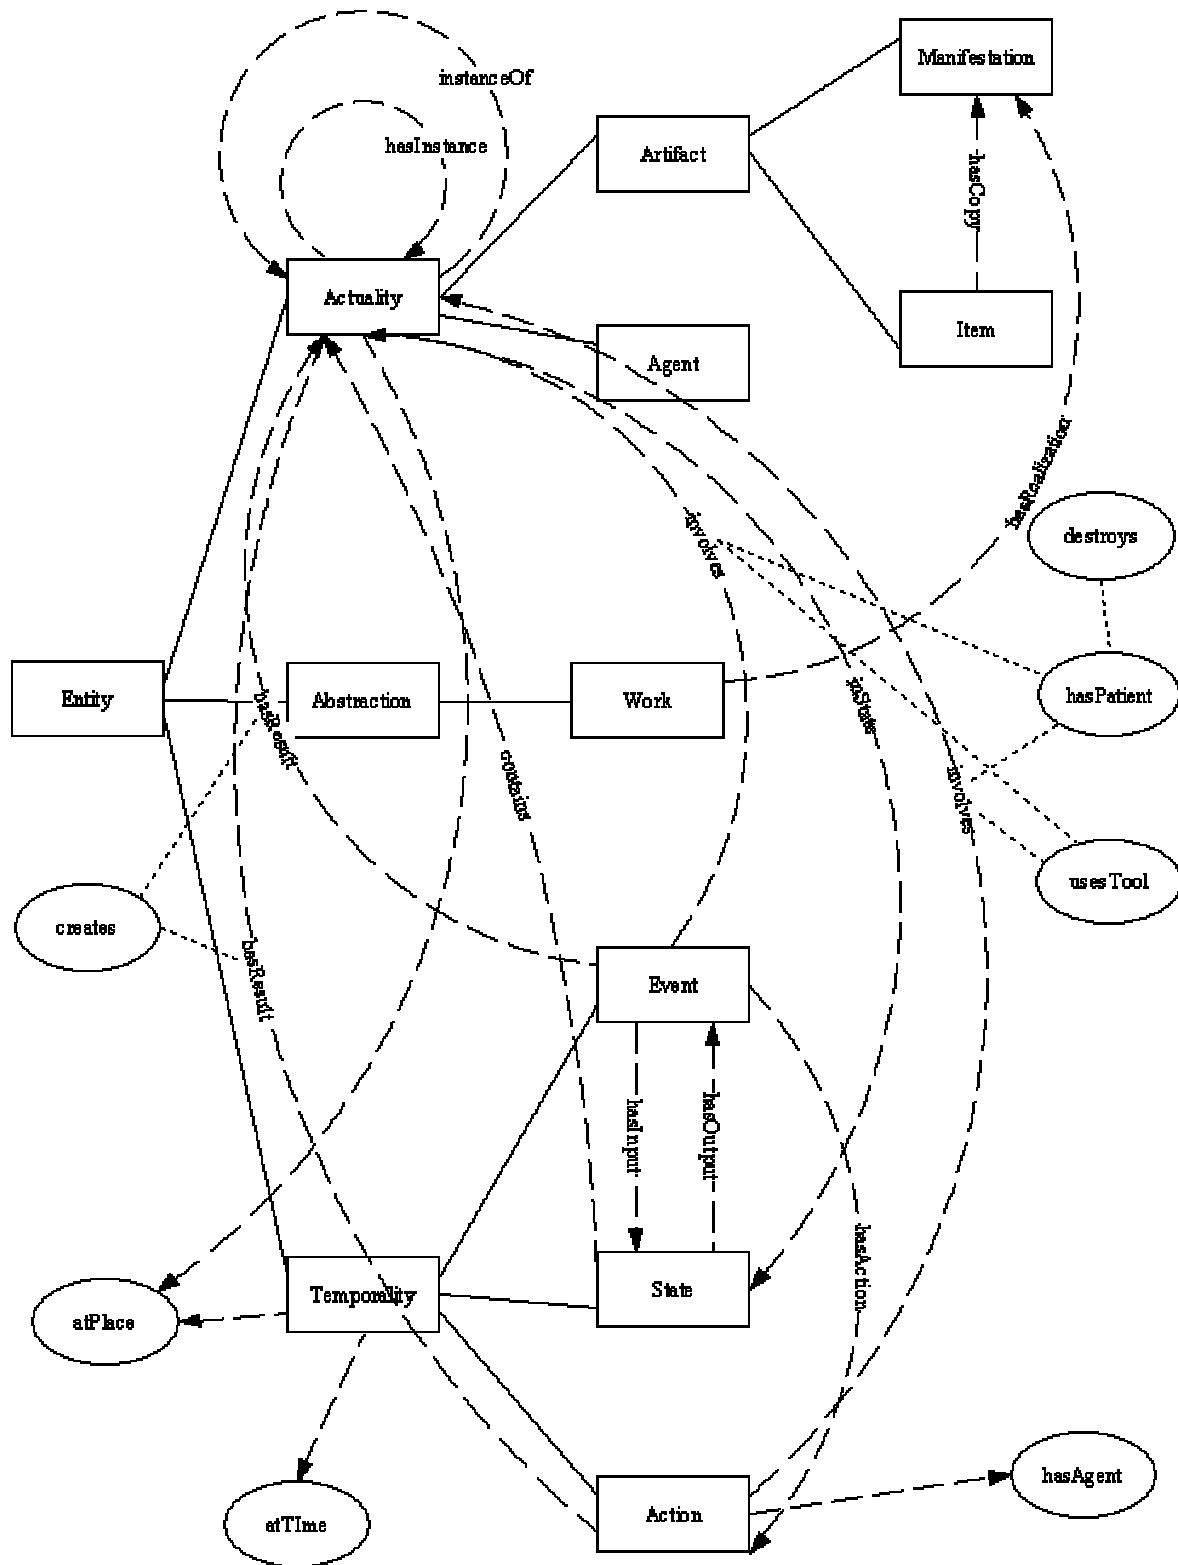 instanceOf
Manifestation
hasInstance
Artifact
hasCopy
Actuality
Item
Agent
hasRealization
involves
destroys
Entity
Abstraction
Work
hasPatient
hasResult
inState
contains
involves
usesTool
creates
hasResult
Event
hasInput
hasOutput
hasAction
Temporality
State
atPlace
hasAgent
Action
atTIme